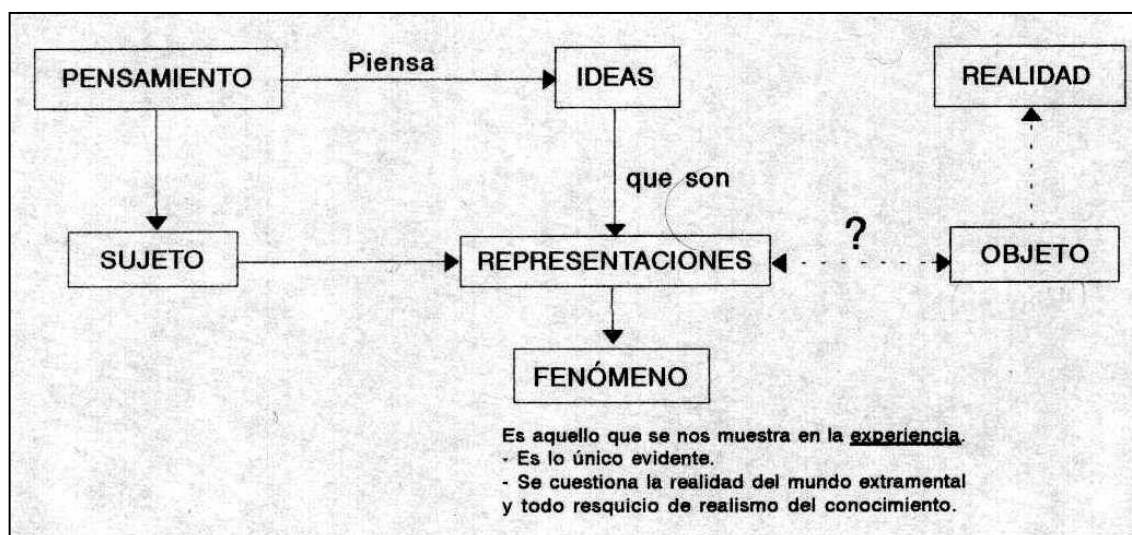 PENSAMIENTO
Piensa
IDEAS
REALIDAD
que son
SUJETO
REPRESENTACIONES
?
OBJETO
FENÓMENO
Es aquello que se nos muestra en la experiencia.
- Es lo único evidente.
- Se cuestiona la realidad del mundo extramental
y todo resquicio de realismo del conocimiento.